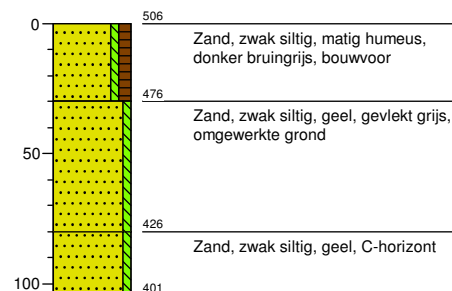 0
506
Zand, zwak siltig, matig humeus,
donker bruingrijs, bouwvoor
476
Zand, zwak siltig, geel, gevlekt grijs,
omgewerkte grond
50
426
Zand, zwak siltig, geel, C-horizont
100
401